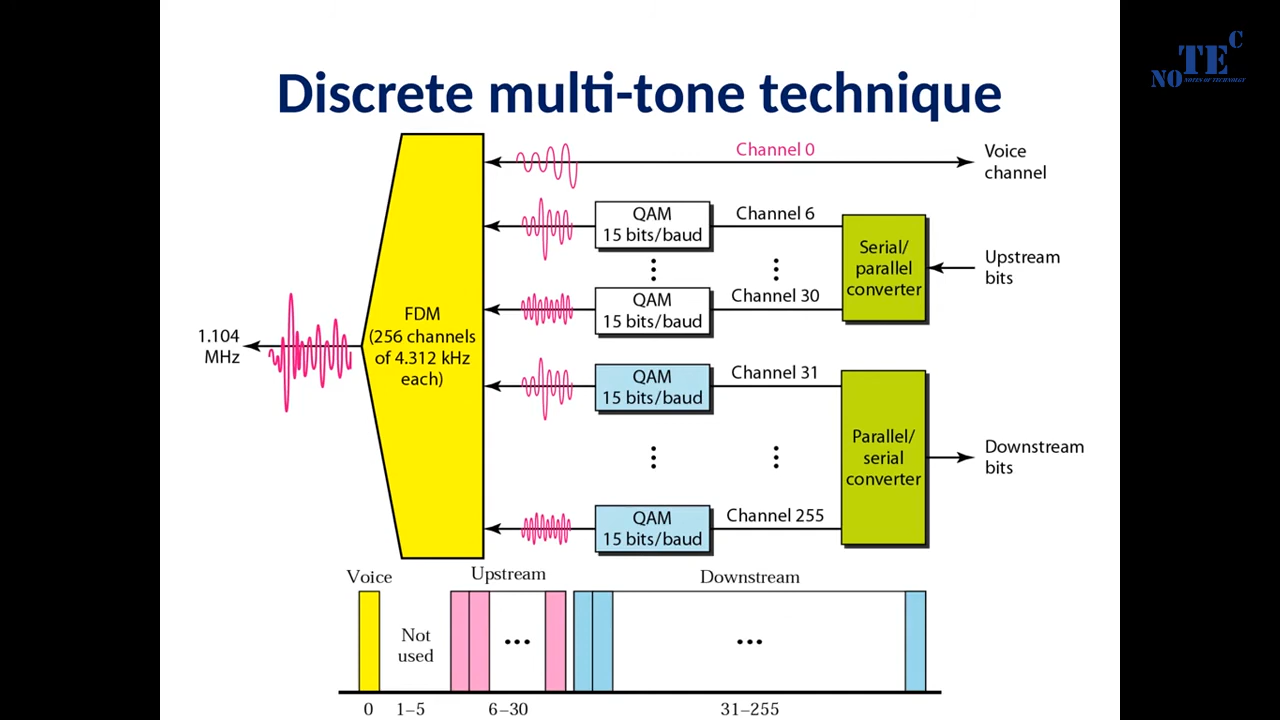 NO TE C
NOTES OF TECHNOLOGY
Discrete multi-tone technique
Channel 0
Voice
channel
QAM
15 bits/baud
Channel 6
Serial/
parallel
converter
Upstream
bits
QAM
15 bits/baud
Channel 30
1.104
MHz
FDM
(256 channels
of 4.312 kHz
each)
QAM
15 bits/baud
Channel 31
Parallel/
serial
converter
Downstream
bits
QAM
15 bits/baud
Channel 255
Voice
Upstream
Downstream
Not
used
...
...
0
1–5
6–30
31–255